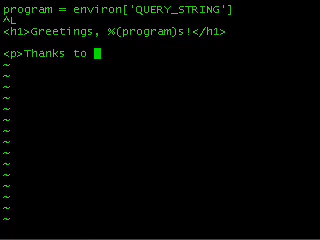 program = environ['QUERY_STRING']
^L
<h1>Greetings, %(program)s!</h1>
<p>Thanks to
~
~
~
~
~
~
~
~
~
~
~